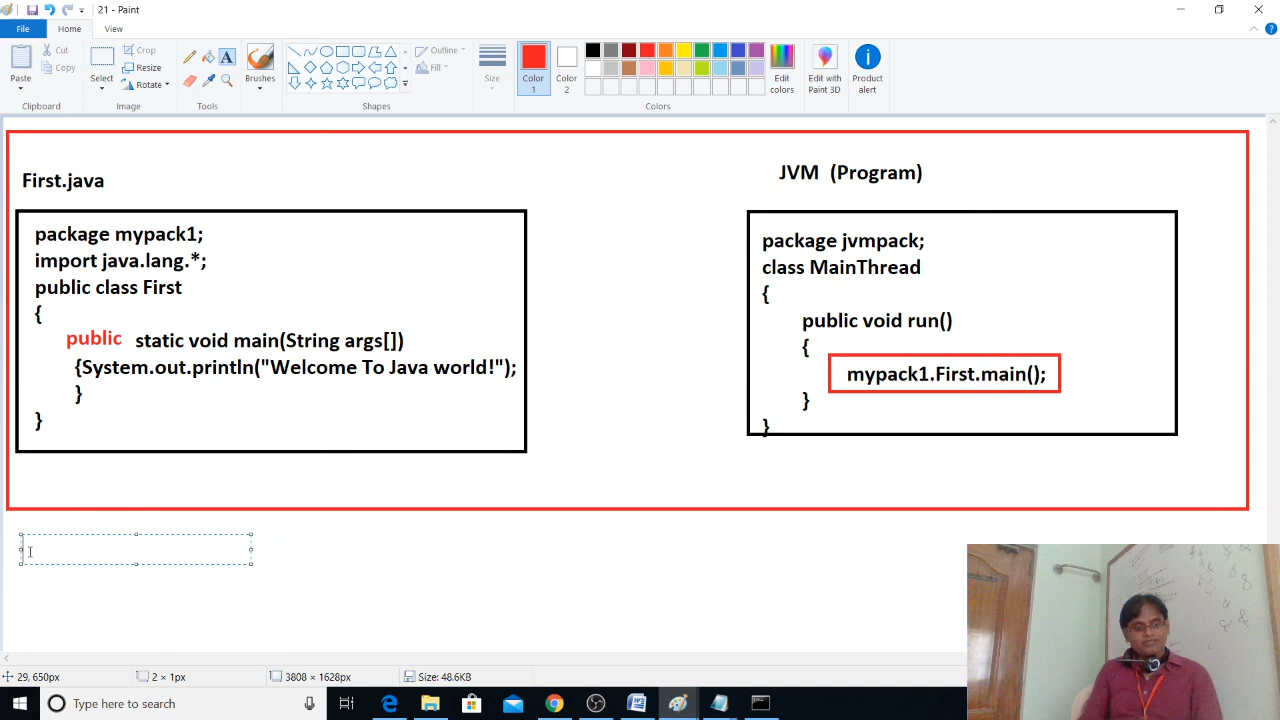 21 - Paint
File
Home
View
Paste
Cut
Copy
Clipboard
Select
Crop
Resize
Rotate
Image
Tools
Brushes
Shapes
Outline
Fill
Size
Color
1
Color
2
Edit
colors
Colors
Edit with
Paint 3D
Product
alert
First.java
package mypack1;
import java.lang.*;
public class First
{
public static void main(String args[])
{System.out.println("Welcome To Java world!");
}
}
JVM (Program)
package jvmpack;
class MainThread
{
public void run()
{
mypack1.First.main();
}
}
29, 650px
2 × 1px
3808 × 1628px
Size: 48.6KB
Type here to search